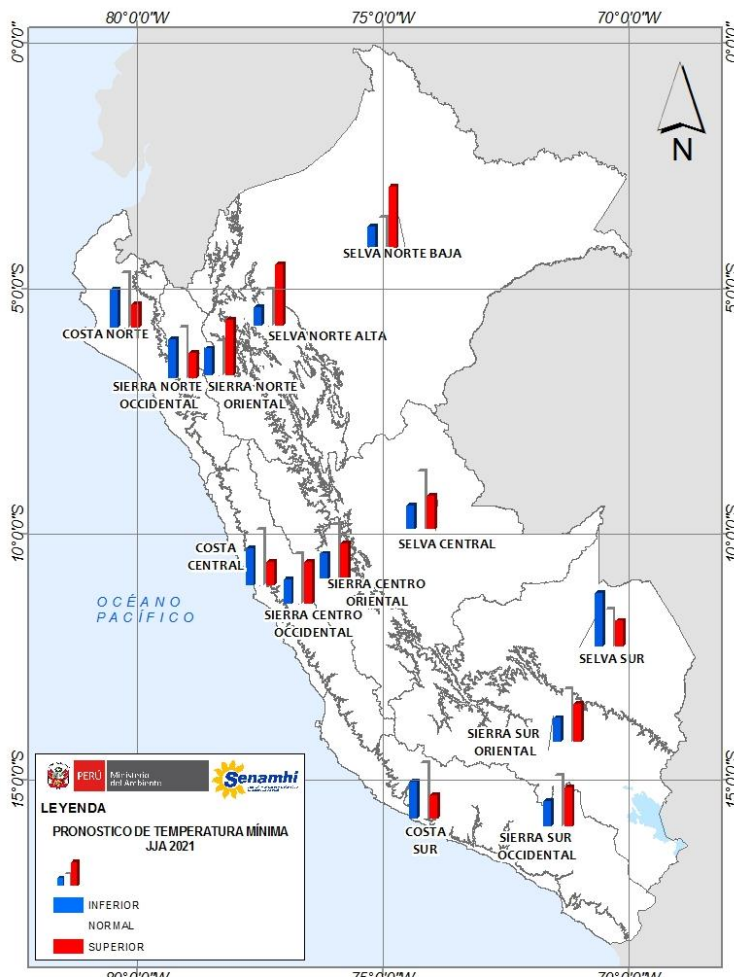 80°0'0"W
75°0'0"W
70°0'0"W
0°0'0"
0°0'0"
N
SELVA NORTE BAJA
5°0'0"S
5°0'0"S
COSTA NORTE
SELVA NORTE ALTA
SIERRA NORTE
OCCIDENTAL
SIERRA NORTE
ORIENTAL
10°0'0"S
10°0'0"S
SELVA CENTRAL
COSTA
CENTRAL
SIERRA CENTRO
ORIENTAL
SIERRA CENTRO
OCCIDENTAL
OCÉANO
PACÍFICO
SELVA SUR
SIERRA SUR
ORIENTAL
15°0'0"S
15°0'0"S
COSTA
SUR
SIERRA SUR
OCCIDENTAL
PERÚ
Ministerio
del Ambiente
Senamhi
LEYENDA
PRONOSTICO DE TEMPERATURA MÍNIMA
JJA 2021
INFERIOR
NORMAL
SUPERIOR
80°0'0"W
75°0'0"W
70°0'0"W